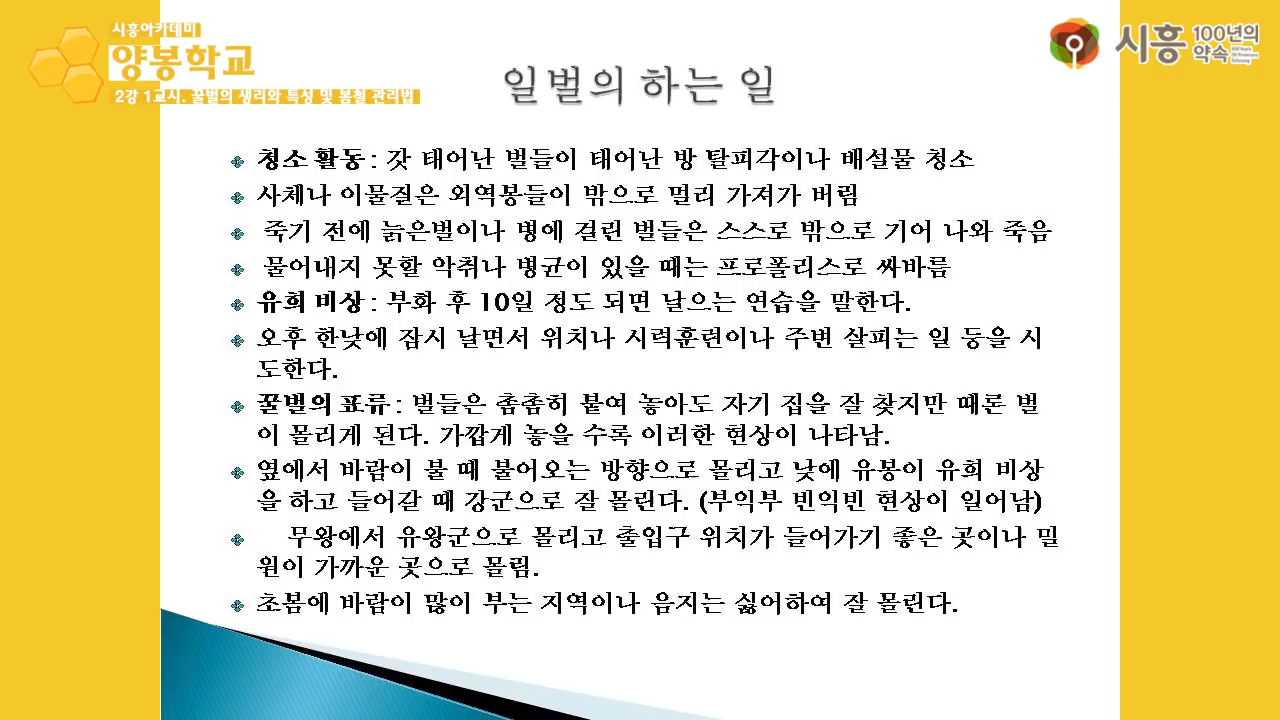 시흥아카데미
양봉학교
2강 1교시. 꿀벌의 생리와 특성 및 봄철 관리법
시흥 100년의
약속
일벌의 하는 일
청소 활동 : 갓 태어난 벌들이 태어난 방 탈피각이나 배설물 청소
사체나 이물질은 외역봉들이 밖으로 멀리 가져가 버림
죽기 전에 늙은벌이나 병에 걸린 벌들은 스스로 밖으로 기어 나와 죽음
물어내지 못할 악취나 병균이 있을 때는 프로폴리스로 싸바름
유희 비상 : 부화 후 10일 정도 되면 날으는 연습을 말한다.
오후 한낮에 잠시 날면서 위치나 시력훈련이나 주변 살피는 일 등을 시
도한다.
꿀벌의 표류 : 벌들은 촘촘히 붙여 놓아도 자기 집을 잘 찾지만 때론 벌
이 몰리게 된다. 가깝게 놓을 수록 이러한 현상이 나타남.
옆에서 바람이 불 때 불어오는 방향으로 몰리고 낮에 유봉이 유희 비상
을 하고 들어갈 때 강군으로 잘 몰린다. (부익부 빈익빈 현상이 일어남)
무왕에서 유왕군으로 몰리고 출입구 위치가 들어가기 좋은 곳이나 밀
원이 가까운 곳으로 몰림.
초봄에 바람이 많이 부는 지역이나 음지는 싫어하여 잘 몰린다.